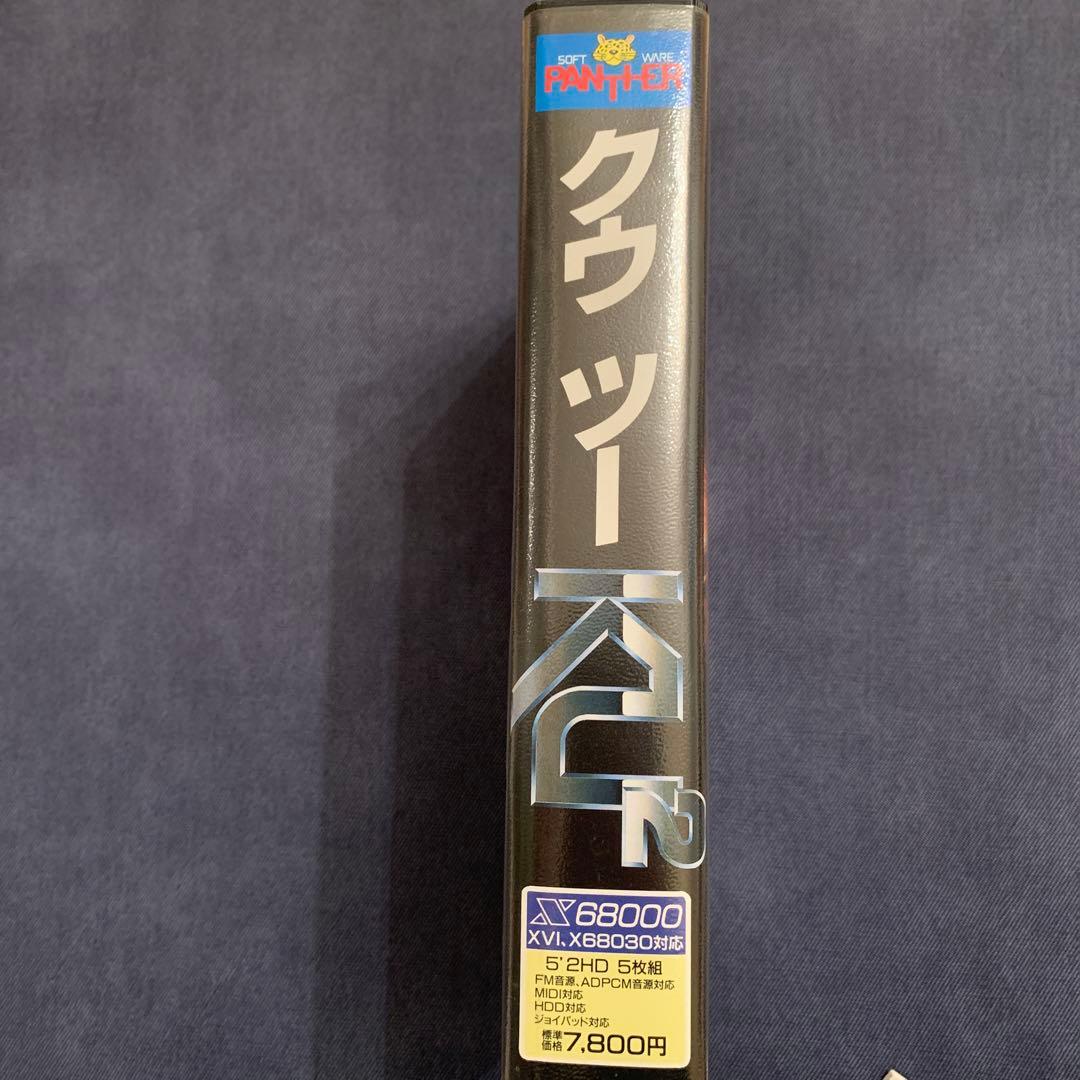 SOFT WARE
PANTHER
クウ ツー
KU2
X68000
XVI、X68030対応
5'2HD 5枚組
FM音源、ADPCM音源対応
MIDI対応
HDD対応
ジョイパッド対応
標準価格 7,800円